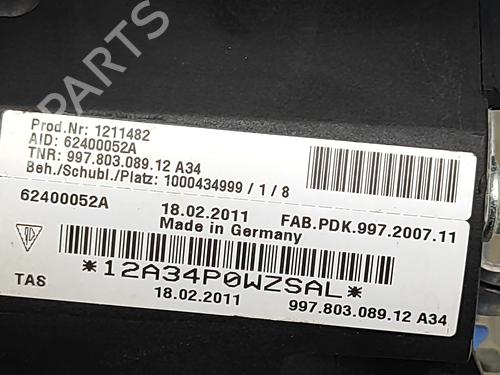 PARTS
Prod.Nr: 1211482
AID: 62400052A
TNR: 997.803.089.12 A34
Beh./Schubl./Platz: 1000434999 / 1 / 8
62400052A 18.02.2011 FAB.PDK.997.2007.11
Made in Germany
*12A34P0WZSAL*
TAS 18.02.2011 997.803.089.12 A34